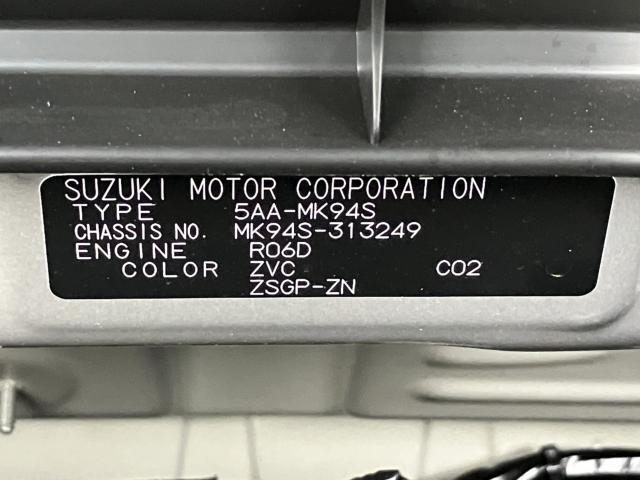 SUZUKI MOTOR CORPORATION
TYPE 5AA-MK94S
CHASSIS NO. MK94S-313249
ENGINE R06D
COLOR ZVC C02
ZSGP-ZN